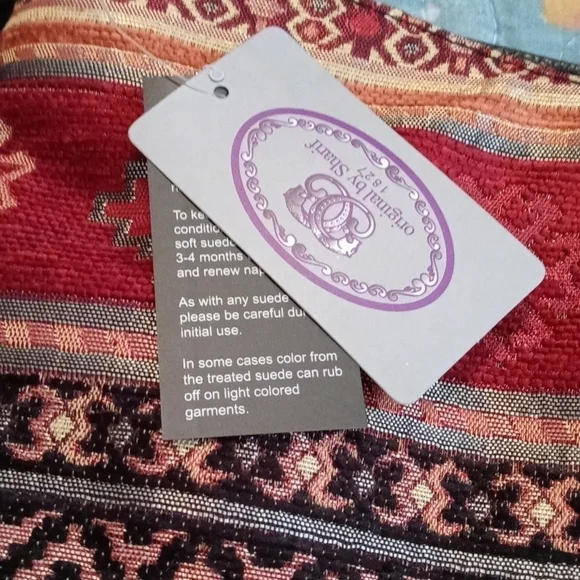 original by Sharif
1827
To ke
conditio
soft suede
3-4 months
and renew nap
As with any suede
please be careful du
initial use.
In some cases color from
the treated suede can rub
off on light colored
garments.